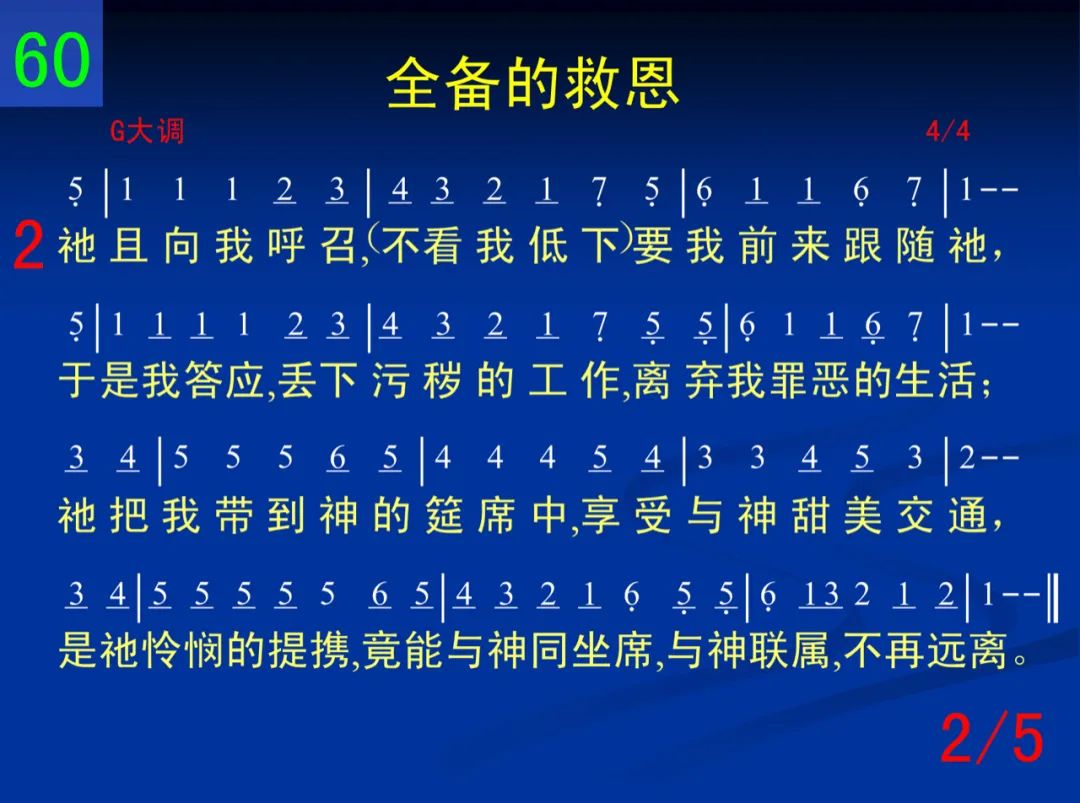 60
全备的救恩
G大调 4/4
5̣|1 1 1 2̲ 3̲|4̲ 3̲ 2̲ 1̲ 7̣ 5̣̲|6̣ 1̲ 1̲ 6̣ 7̣|1--
2 祂且向我呼召,(不看我低下)要我前来跟随祂，
5̣|1 1̲ 1̲ 1 2̲ 3̲|4̲ 3̲ 2̲ 1̲ 7̣ 5̣̲ 5̣̲|6̣ 1 1̲ 6̣̲ 7̣|1--
于是我答应,丢下污秽的工作,离弃我罪恶的生活；
3̲ 4̲|5 5 5 6̲ 5̲|4 4 4 5̲ 4̲|3 3 4̲ 5̲ 3|2--
祂把我带到神的筵席中,享受与神甜美交通，
3̲ 4̲|5̲ 5̲ 5̲ 5̲ 5 6̲ 5̲|4̲ 3̲ 2̲ 1̲ 6̣ 5̣̲ 5̣̲|6̣ 1̲3̲ 2 1̲ 2̲|1--‖
是祂怜悯的提携,竟能与神同坐席,与神联属,不再远离。
2/5